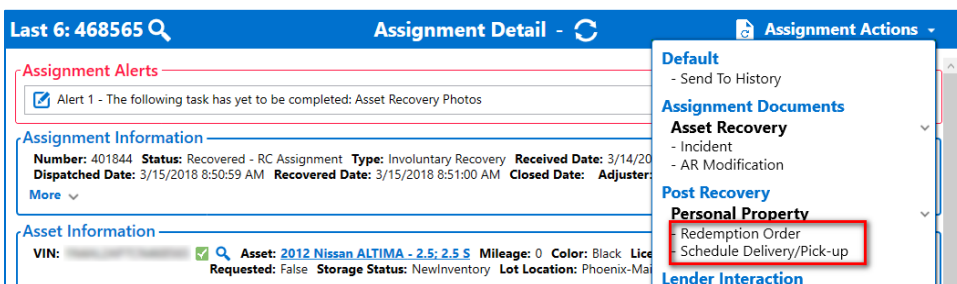 Last 6: 468565 Assignment Detail - Assignment Actions
Assignment Alerts
Alert 1 - The following task has yet to be completed: Asset Recovery Photos
Assignment Information
Number: 401844 Status: Recovered - RC Assignment Type: Involuntary Recovery Received Date: 3/14/20
Dispatched Date: 3/15/2018 8:50:59 AM Recovered Date: 3/15/2018 8:51:00 AM Closed Date: Adjuster:
More
Asset Information
VIN: Asset: 2012 Nissan ALTIMA - 2.5; 2.5 S Mileage: 0 Color: Black Lice
Requested: False Storage Status: NewInventory Lot Location: Phoenix-Mai
Default
- Send To History
Assignment Documents
Asset Recovery
- Incident
- AR Modification
Post Recovery
Personal Property
- Redemption Order
- Schedule Delivery/Pick-up
Lender Interaction